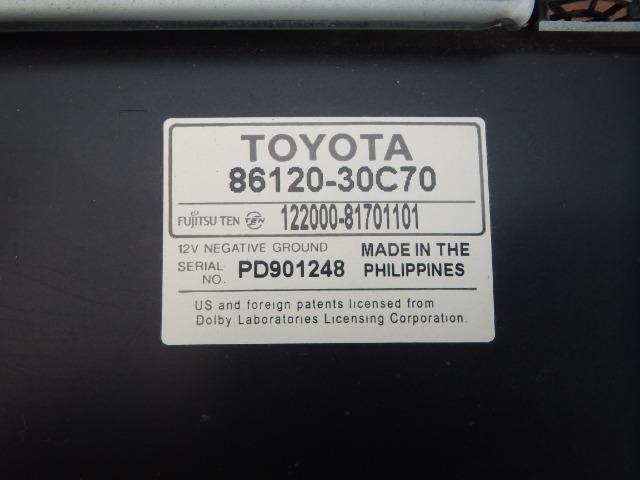 TOYOTA
86120-30C70
FUJITSU TEN TEN 122000-81701101
12V NEGATIVE GROUND MADE IN THE
SERIAL NO. PD901248 PHILIPPINES
US and foreign patents licensed from
Dolby Laboratories Licensing Corporation.